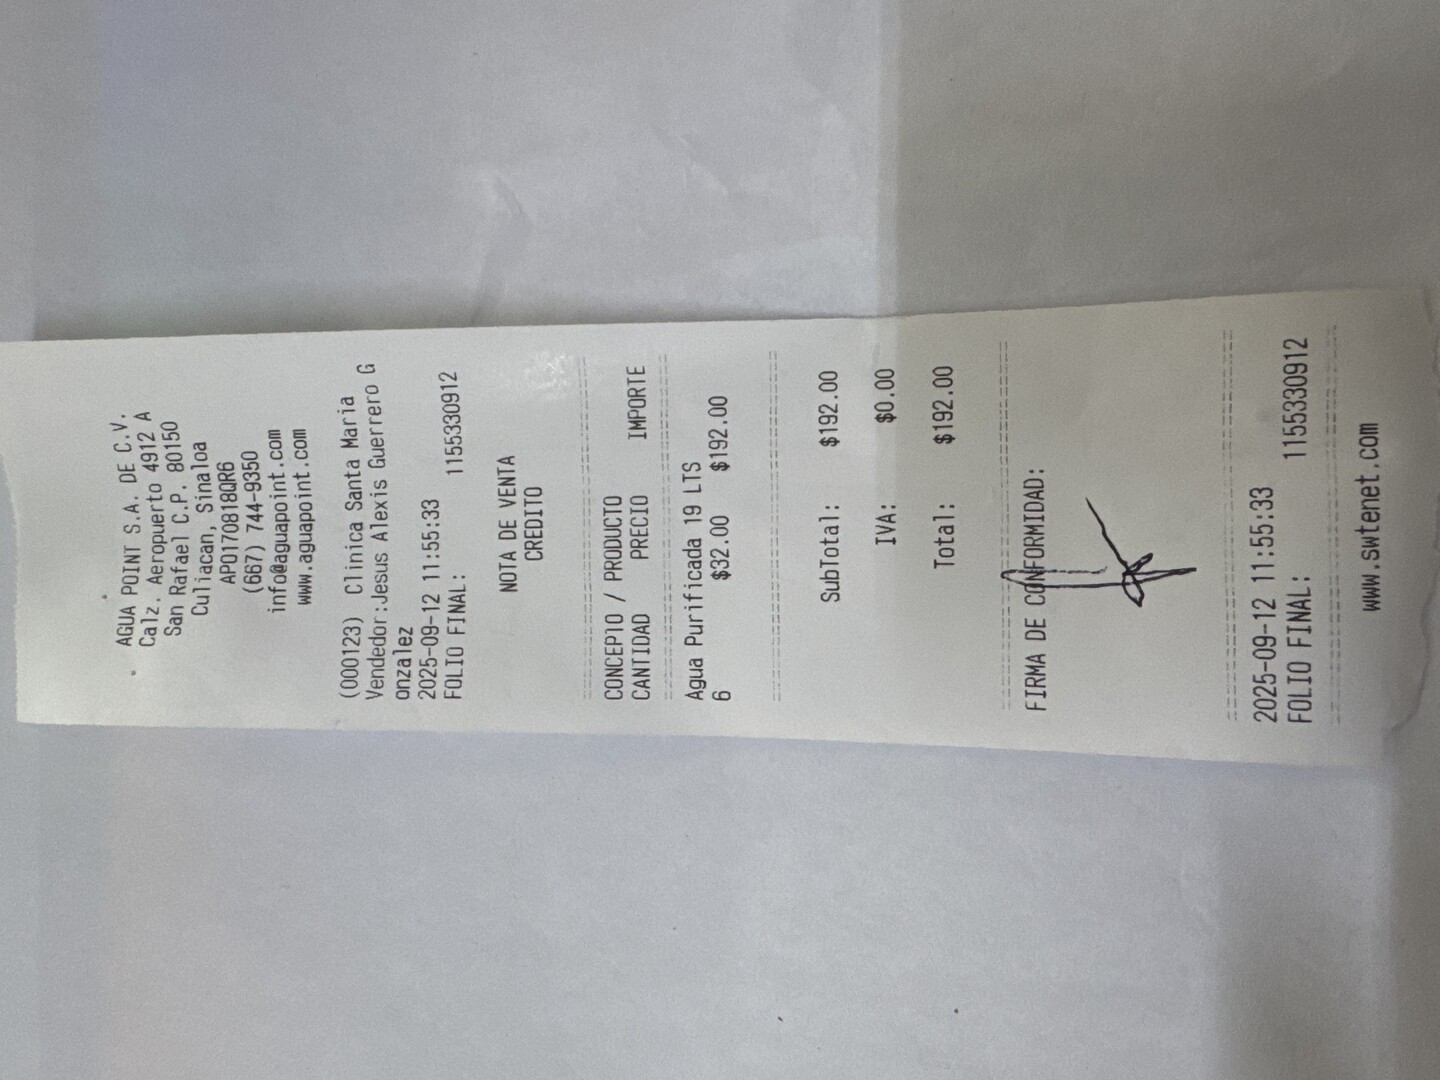 AGUA POINT S.A. DE C.V.
Calz. Aeropuerto 4912 A
San Rafael C.P. 80150
Culiacan, Sinaloa
APO170818QR6
(667) 744-9350
info@aguapoint.com
www.aguapoint.com
(000123) Clinica Santa Maria
Vendedor:Jesus Alexis Guerrero G
onzalez
2025-09-12 11:55:33
FOLIO FINAL: 1155330912
NOTA DE VENTA
CREDITO
CONCEPTO / PRODUCTO
CANTIDAD PRECIO IMPORTE
Agua Purificada 19 LTS
6 $32.00 $192.00
SubTotal: $192.00
IVA: $0.00
Total: $192.00
FIRMA DE CONFORMIDAD:
2025-09-12 11:55:33
FOLIO FINAL: 1155330912
www.swtenet.com